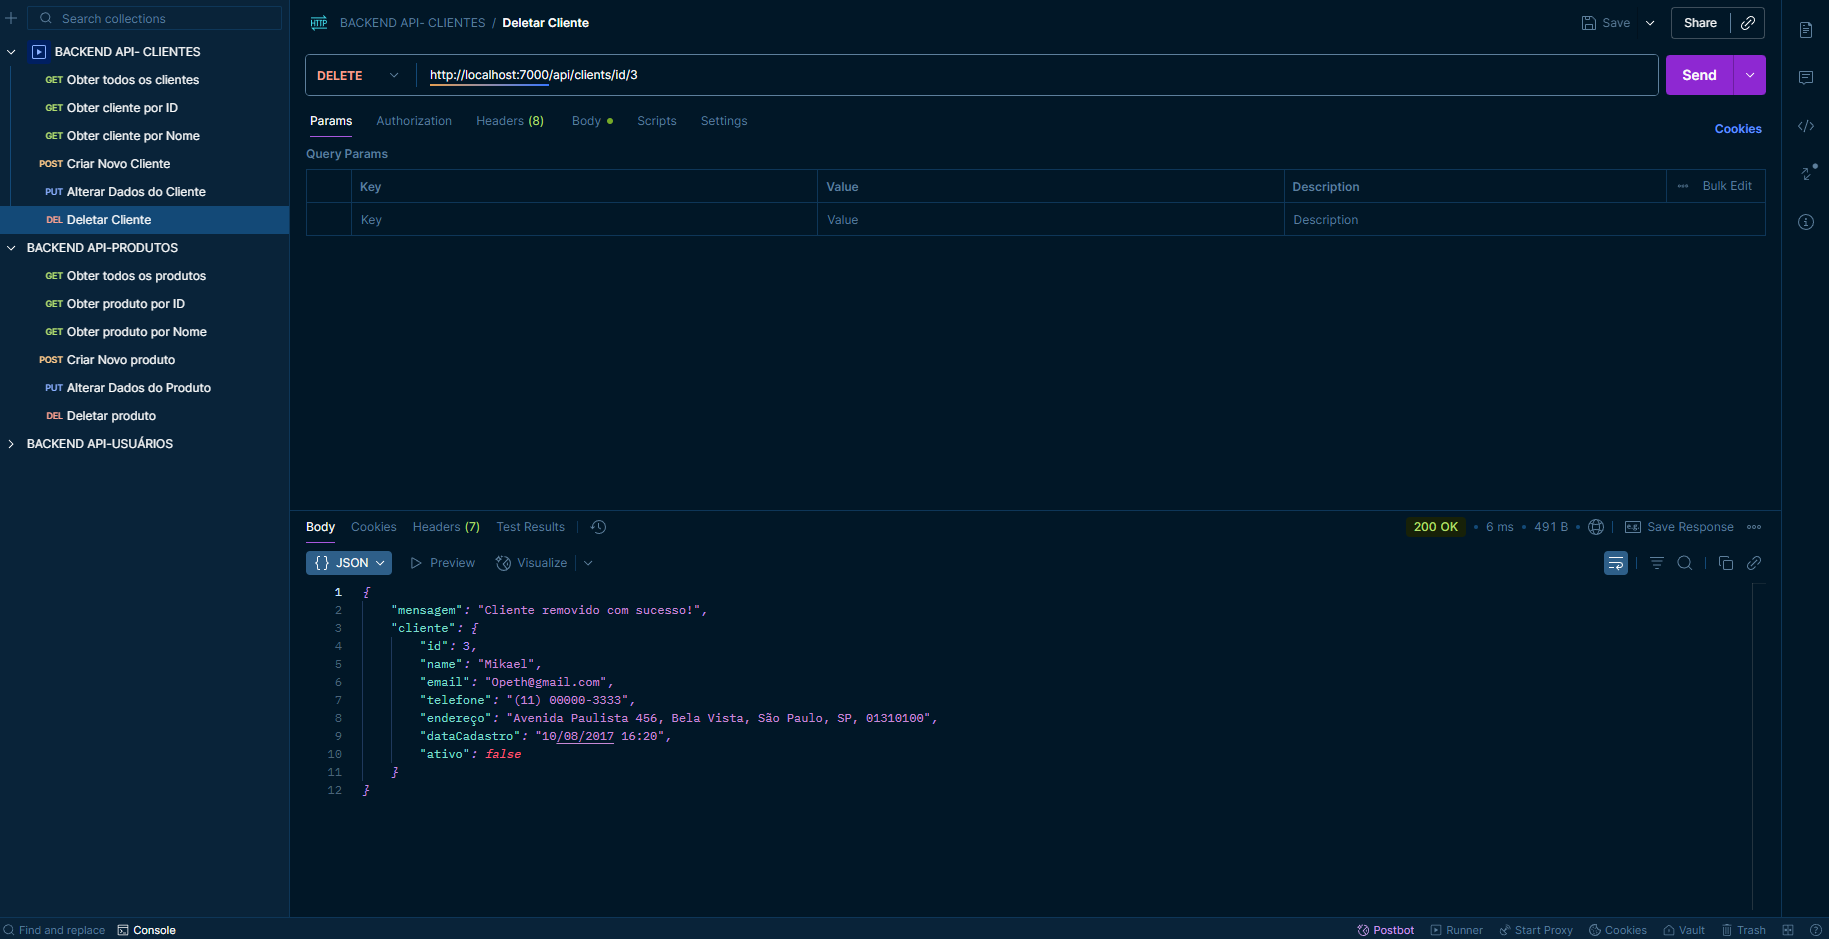 Search collections
BACKEND API- CLIENTES
GET Obter todos os clientes
GET Obter cliente por ID
GET Obter cliente por Nome
POST Criar Novo Cliente
PUT Alterar Dados do Cliente
DEL Deletar Cliente
BACKEND API-PRODUTOS
GET Obter todos os produtos
GET Obter produto por ID
GET Obter produto por Nome
POST Criar Novo produto
PUT Alterar Dados do Produto
DEL Deletar produto
BACKEND API-USUÁRIOS
HTTP BACKEND API- CLIENTES / Deletar Cliente
Save
Share
DELETE http://localhost:7000/api/clients/id/3
Send
Params Authorization Headers (8) Body Scripts Settings
Cookies
Query Params
Key Value Description Bulk Edit
Key Value Description
Body Cookies Headers (7) Test Results
200 OK • 6 ms • 491 B • e.g. Save Response
{} JSON Preview Visualize
1 {
2 "mensagem": "Cliente removido com sucesso!",
3 "cliente": {
4 "id": 3,
5 "name": "Mikael",
6 "email": "Opeth@gmail.com",
7 "telefone": "(11) 00000-3333",
8 "endereço": "Avenida Paulista 456, Bela Vista, São Paulo, SP, 01310100",
9 "dataCadastro": "10/08/2017 16:20",
10 "ativo": false
11 }
12 }
Find and replace Console
Postbot Runner Start Proxy Cookies Vault Trash